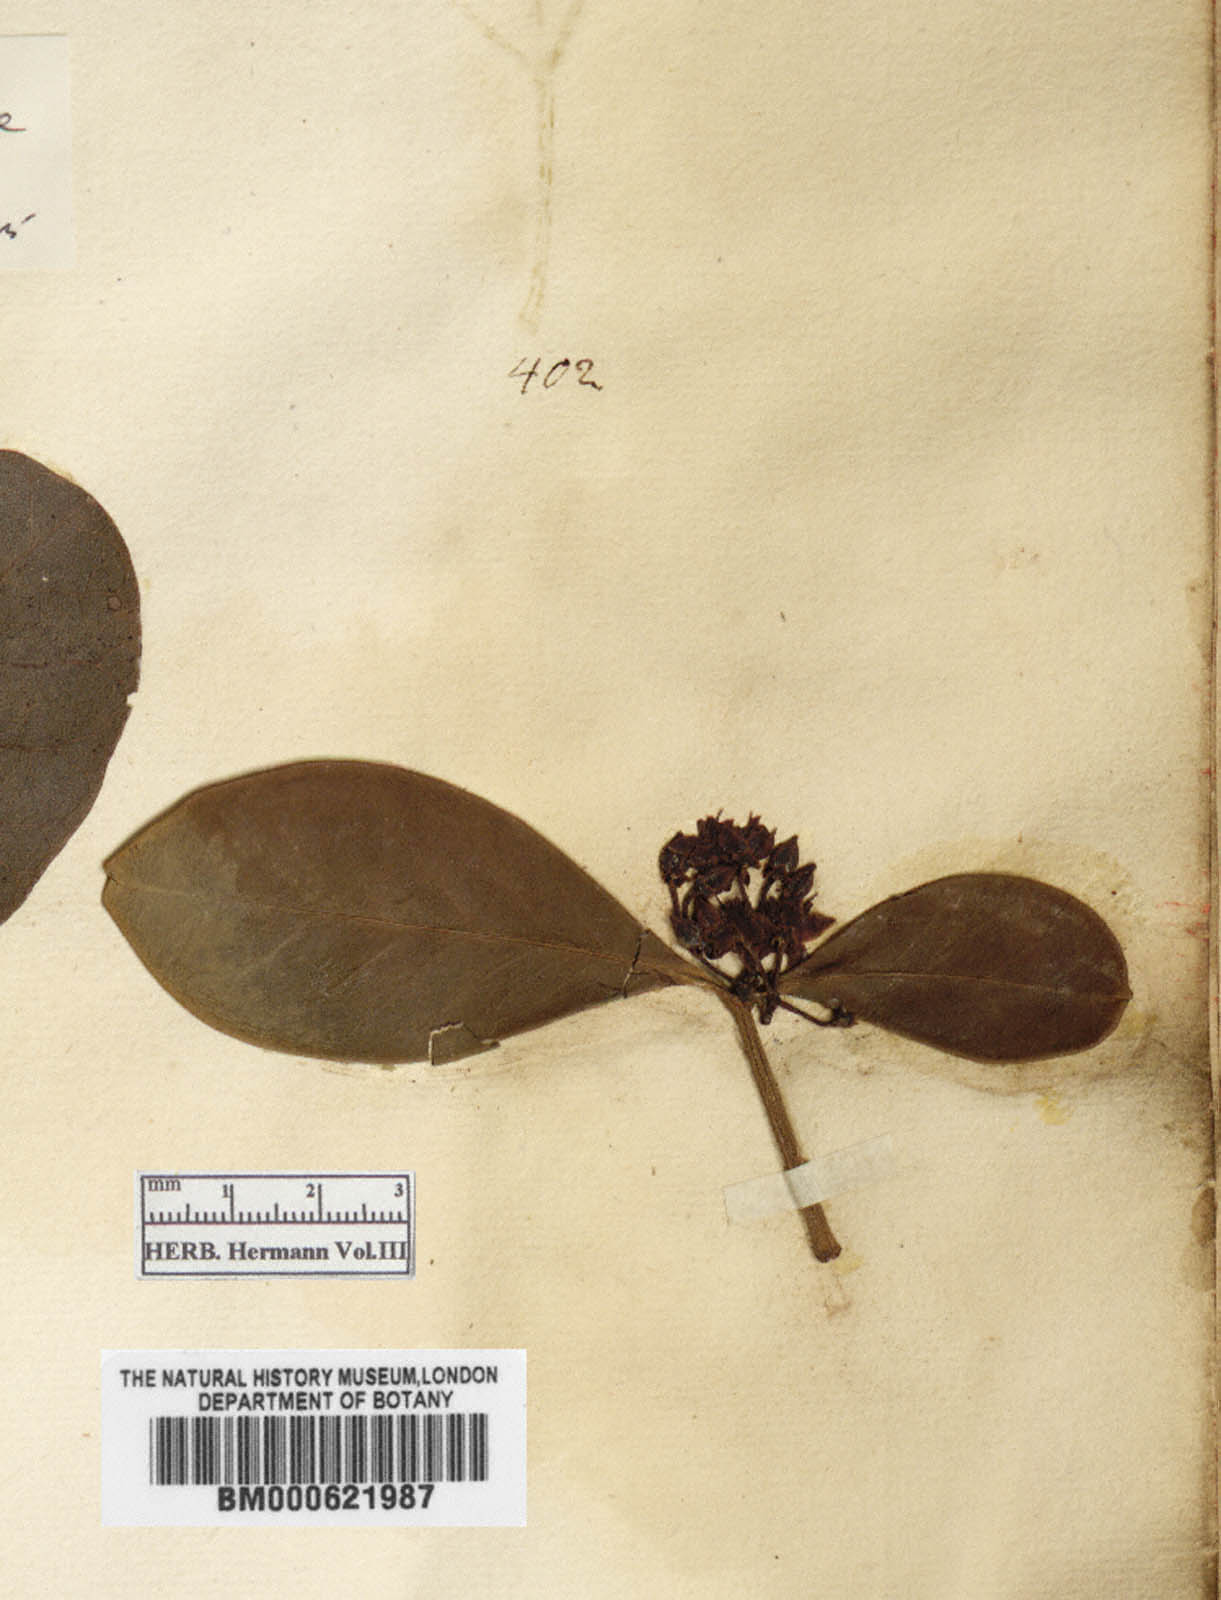 402
mm 1 2 3
HERB. Hermann Vol.III
THE NATURAL HISTORY MUSEUM,LONDON
DEPARTMENT OF BOTANY
BM000621987